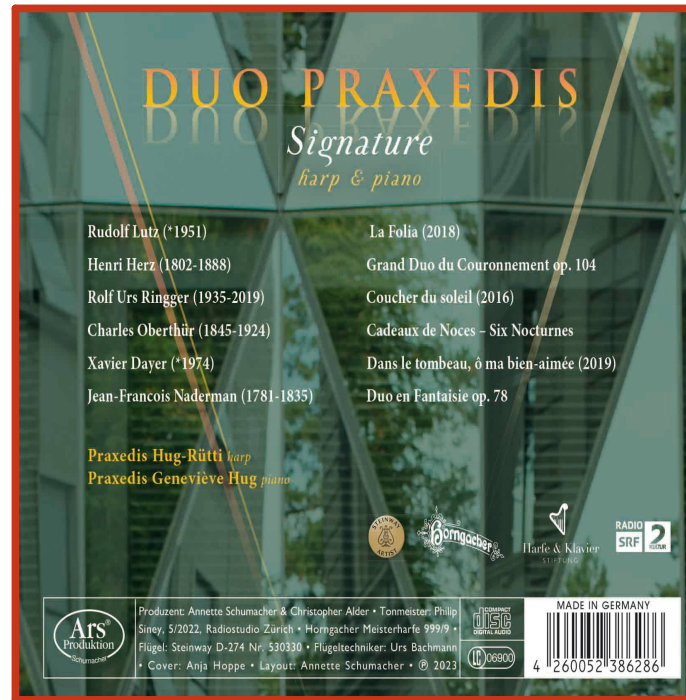 DUO PRAXEDIS
Signature
harp & piano
Rudolf Lutz (*1951)
La Folia (2018)
Henri Herz (1802-1888)
Grand Duo du Couronnement op. 104
Rolf Urs Ringger (1935-2019)
Coucher du soleil (2016)
Charles Oberthür (1845-1924)
Cadeaux de Noces – Six Nocturnes
Xavier Dayer (*1974)
Dans le tombeau, ô ma bien-aimée (2019)
Jean-Francois Naderman (1781-1835)
Duo en Fantaisie op. 78
Praxedis Hug-Rütti harp
Praxedis Geneviève Hug piano
STEINWAY
ARTIST
Horngacher
Harfe & Klavier
STIFTUNG
RADIO
SRF 2
KULTUR
Ars
Produktion
Schumacher
Produzent: Annette Schumacher & Christopher Alder • Tonmeister: Philip
Siney, 5/2022, Radiostudio Zürich • Horngacher Meisterharfe 999/9 •
Flügel: Steinway D-274 Nr. 530330 • Flügeltechniker: Urs Bachmann
• Cover: Anja Hoppe • Layout: Annette Schumacher • ℗ 2023
COMPACT
disc
DIGITAL AUDIO
LC 06900
MADE IN GERMANY
4 260052 386286